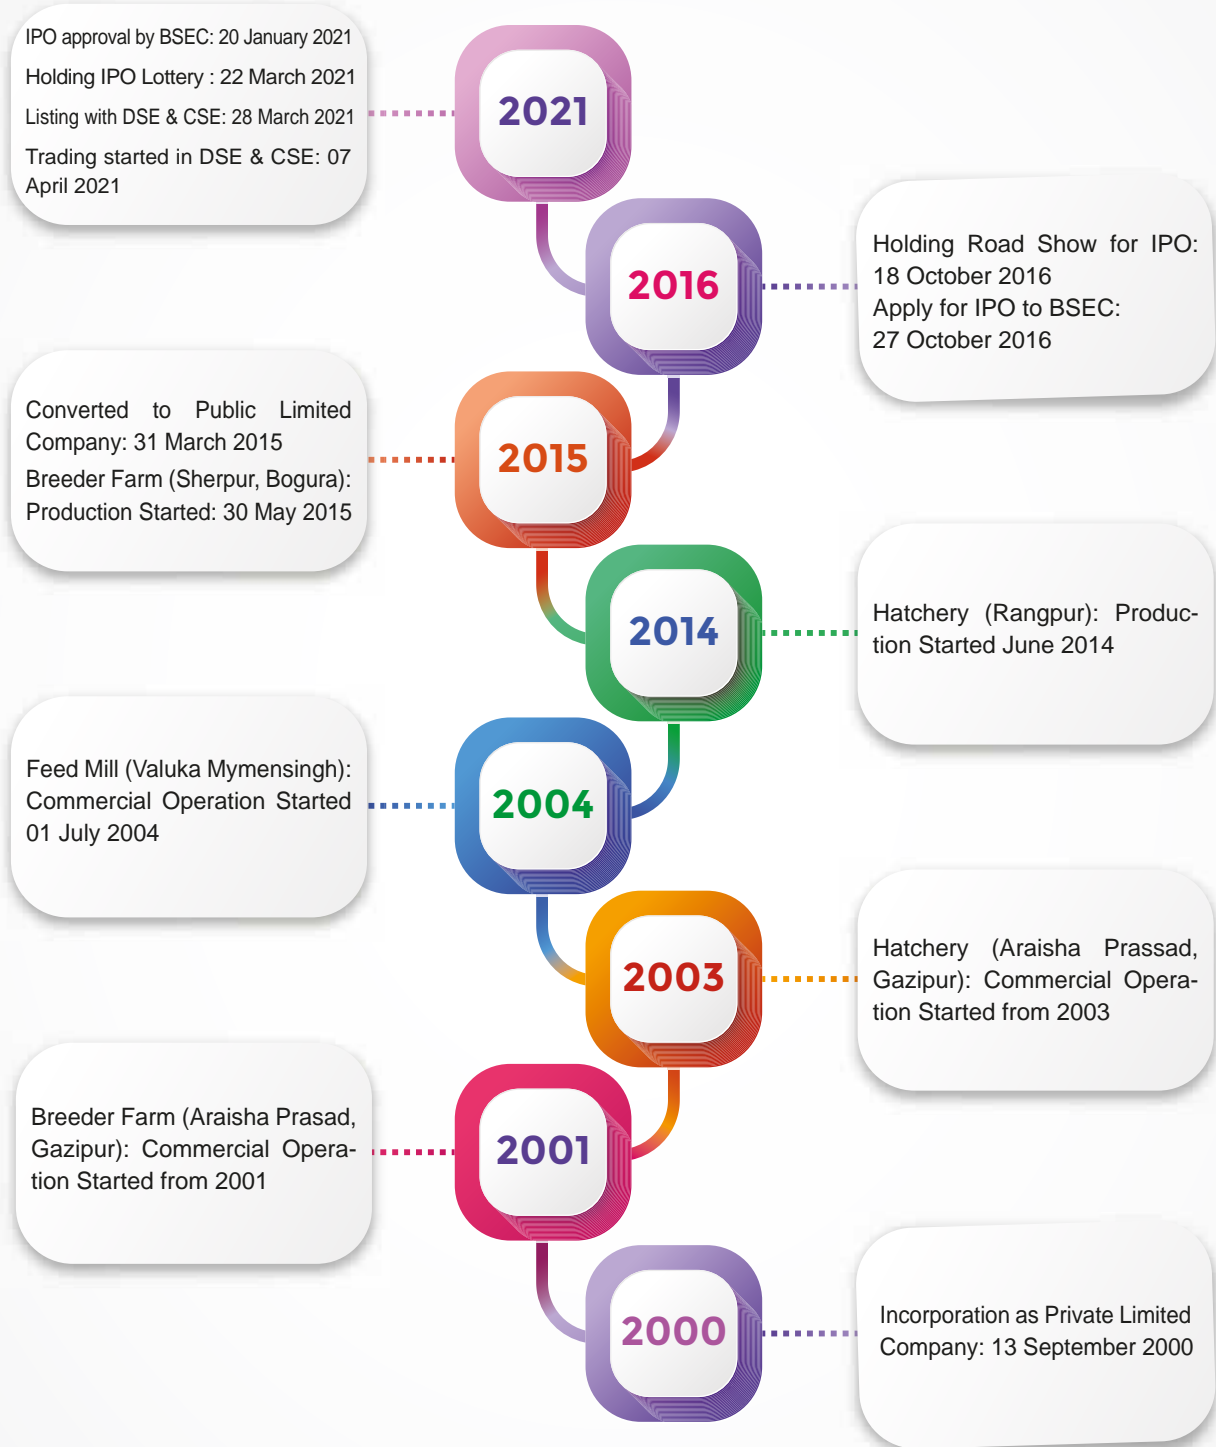 IPO approval by BSEC: 20 January 2021
Holding IPO Lottery : 22 March 2021
Listing with DSE & CSE: 28 March 2021
Trading started in DSE & CSE: 07
April 2021
2021
Holding Road Show for IPO:
18 October 2016
Apply for IPO to BSEC:
27 October 2016
2016
Converted to Public Limited
Company: 31 March 2015
Breeder Farm (Sherpur, Bogura):
Production Started: 30 May 2015
2015
Hatchery (Rangpur): Produc-
tion Started June 2014
2014
Feed Mill (Valuka Mymensingh):
Commercial Operation Started
01 July 2004
2004
Hatchery (Araisha Prassad,
Gazipur): Commercial Opera-
tion Started from 2003
2003
Breeder Farm (Araisha Prasad,
Gazipur): Commercial Opera-
tion Started from 2001
2001
Incorporation as Private Limited
Company: 13 September 2000
2000